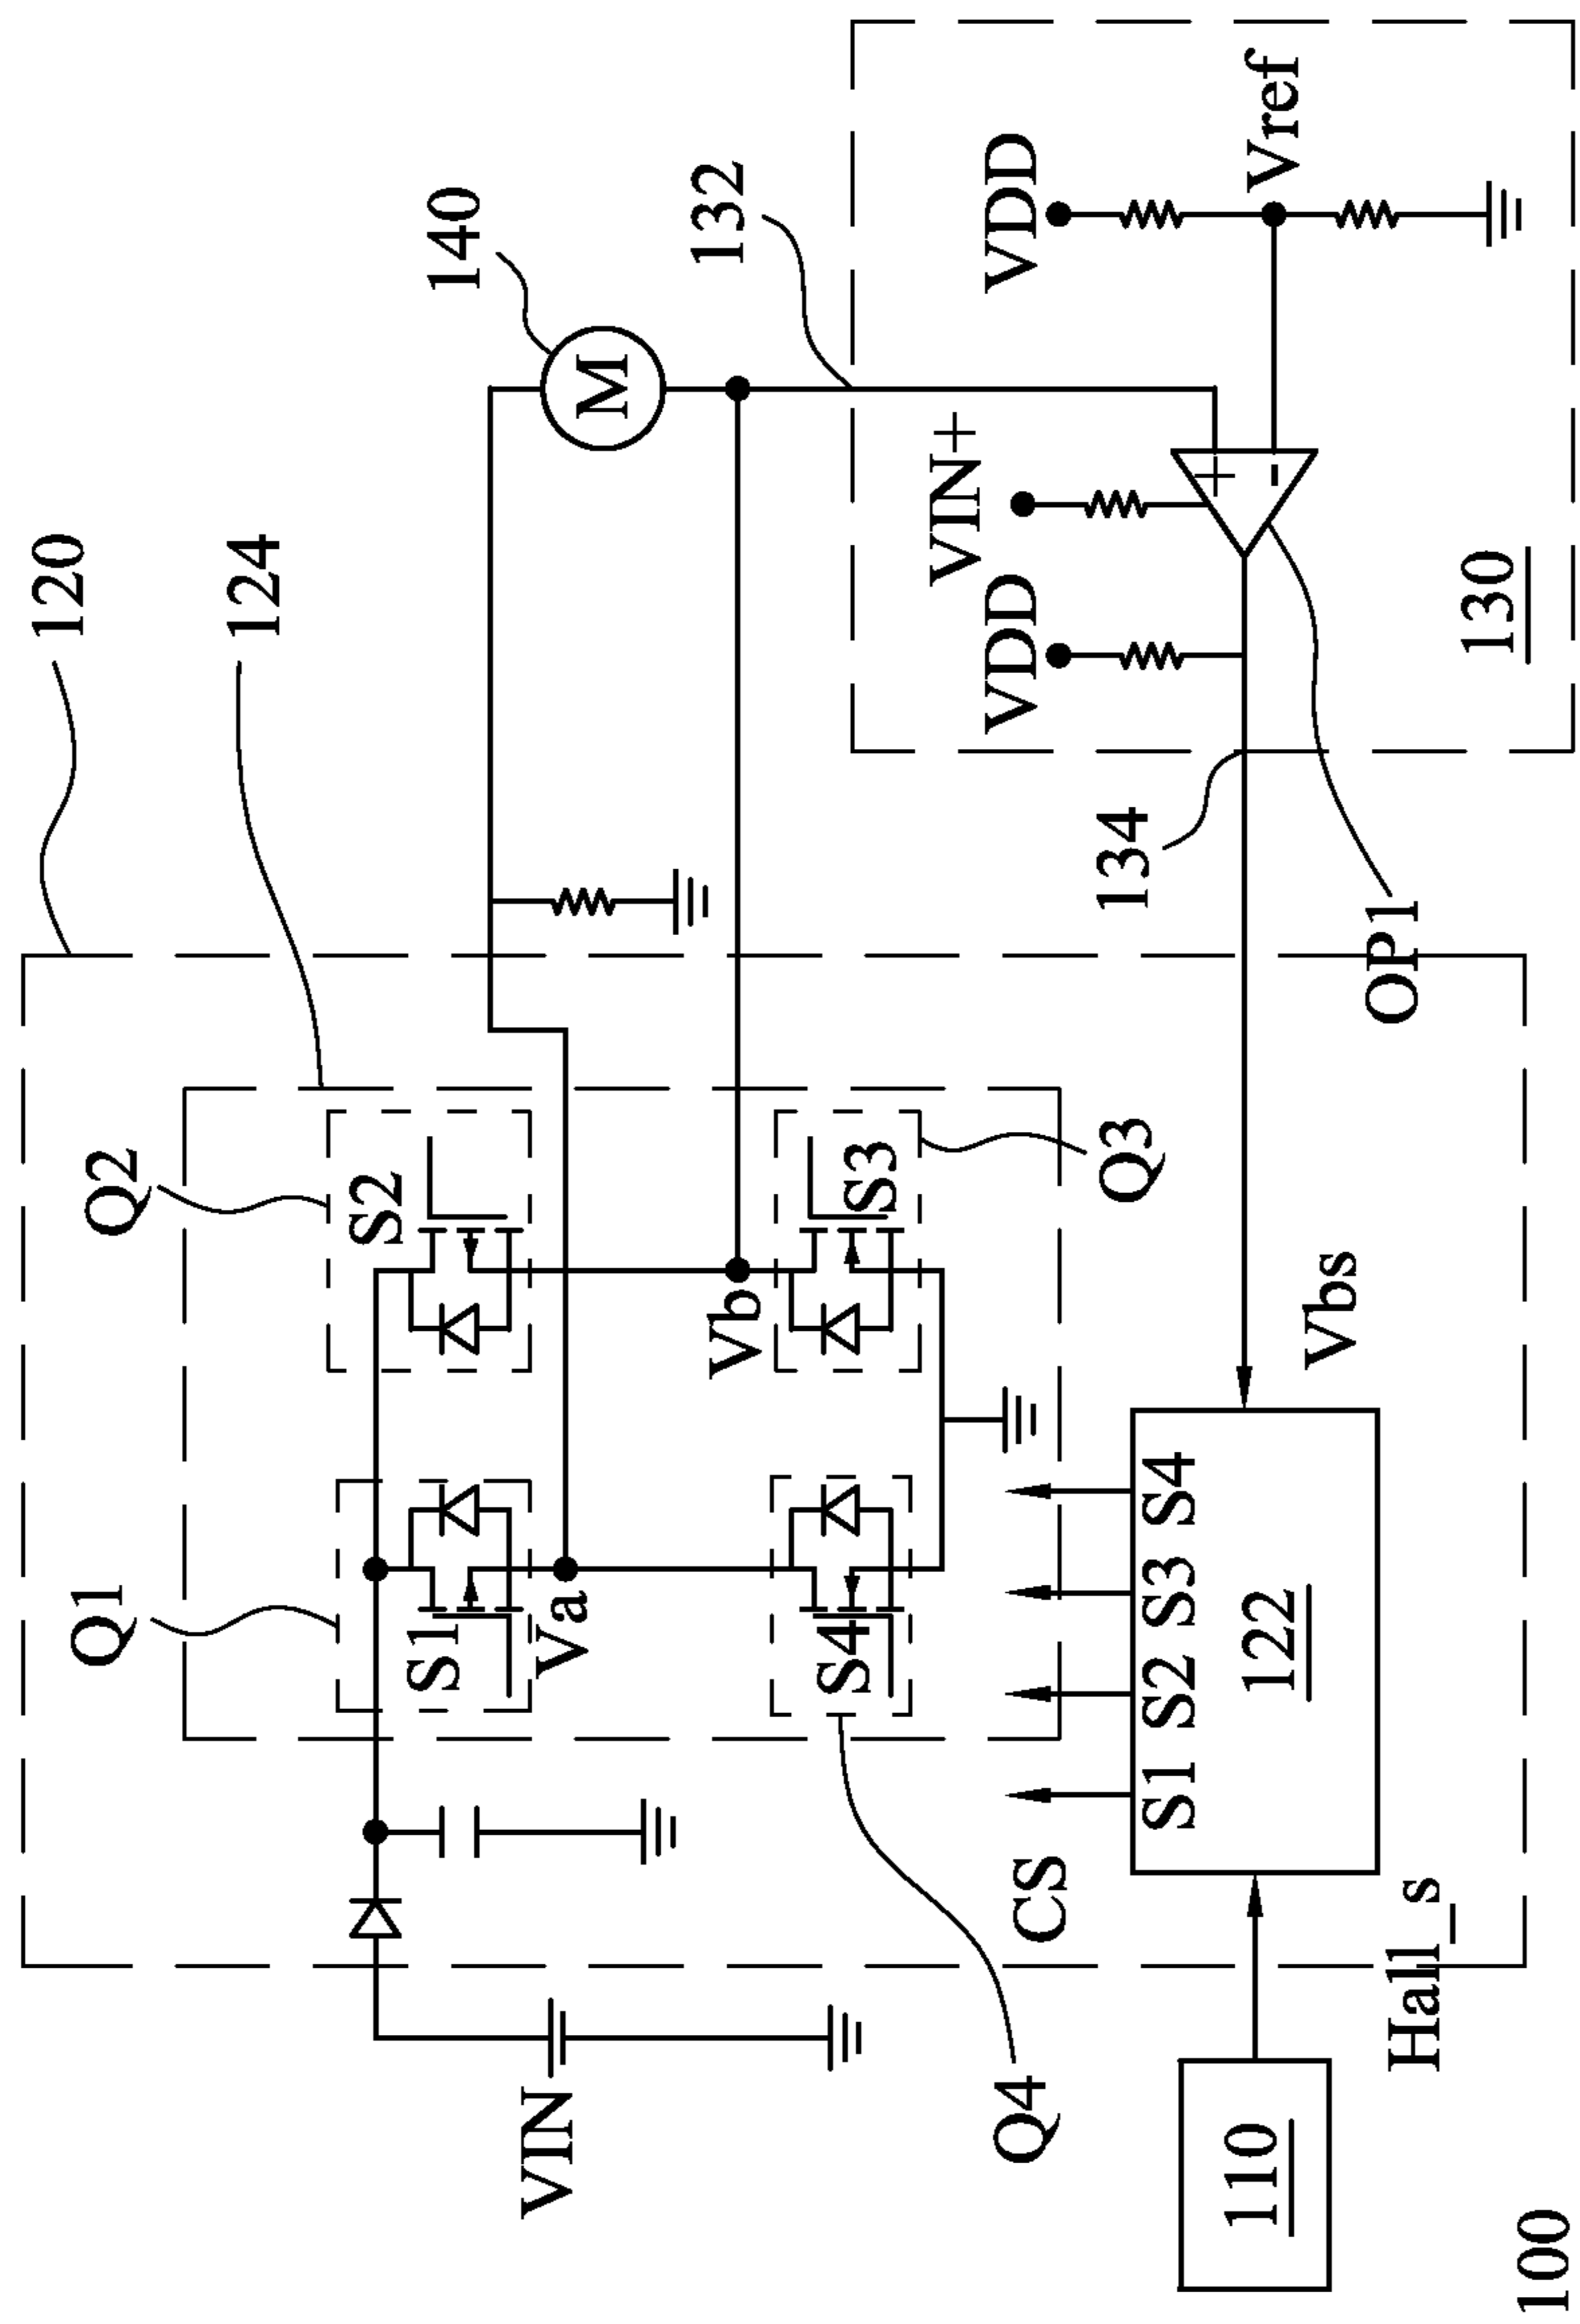 120
124
140
132
Q2
Q1
S2
S1
Va
Vb
S3
S4
Q3
Q4
VIN
M
VDD
VIN+
VDD
Vref
130
134
OP1
CS
S1 S2 S3 S4
122
Vbs
Hall_s
110
100